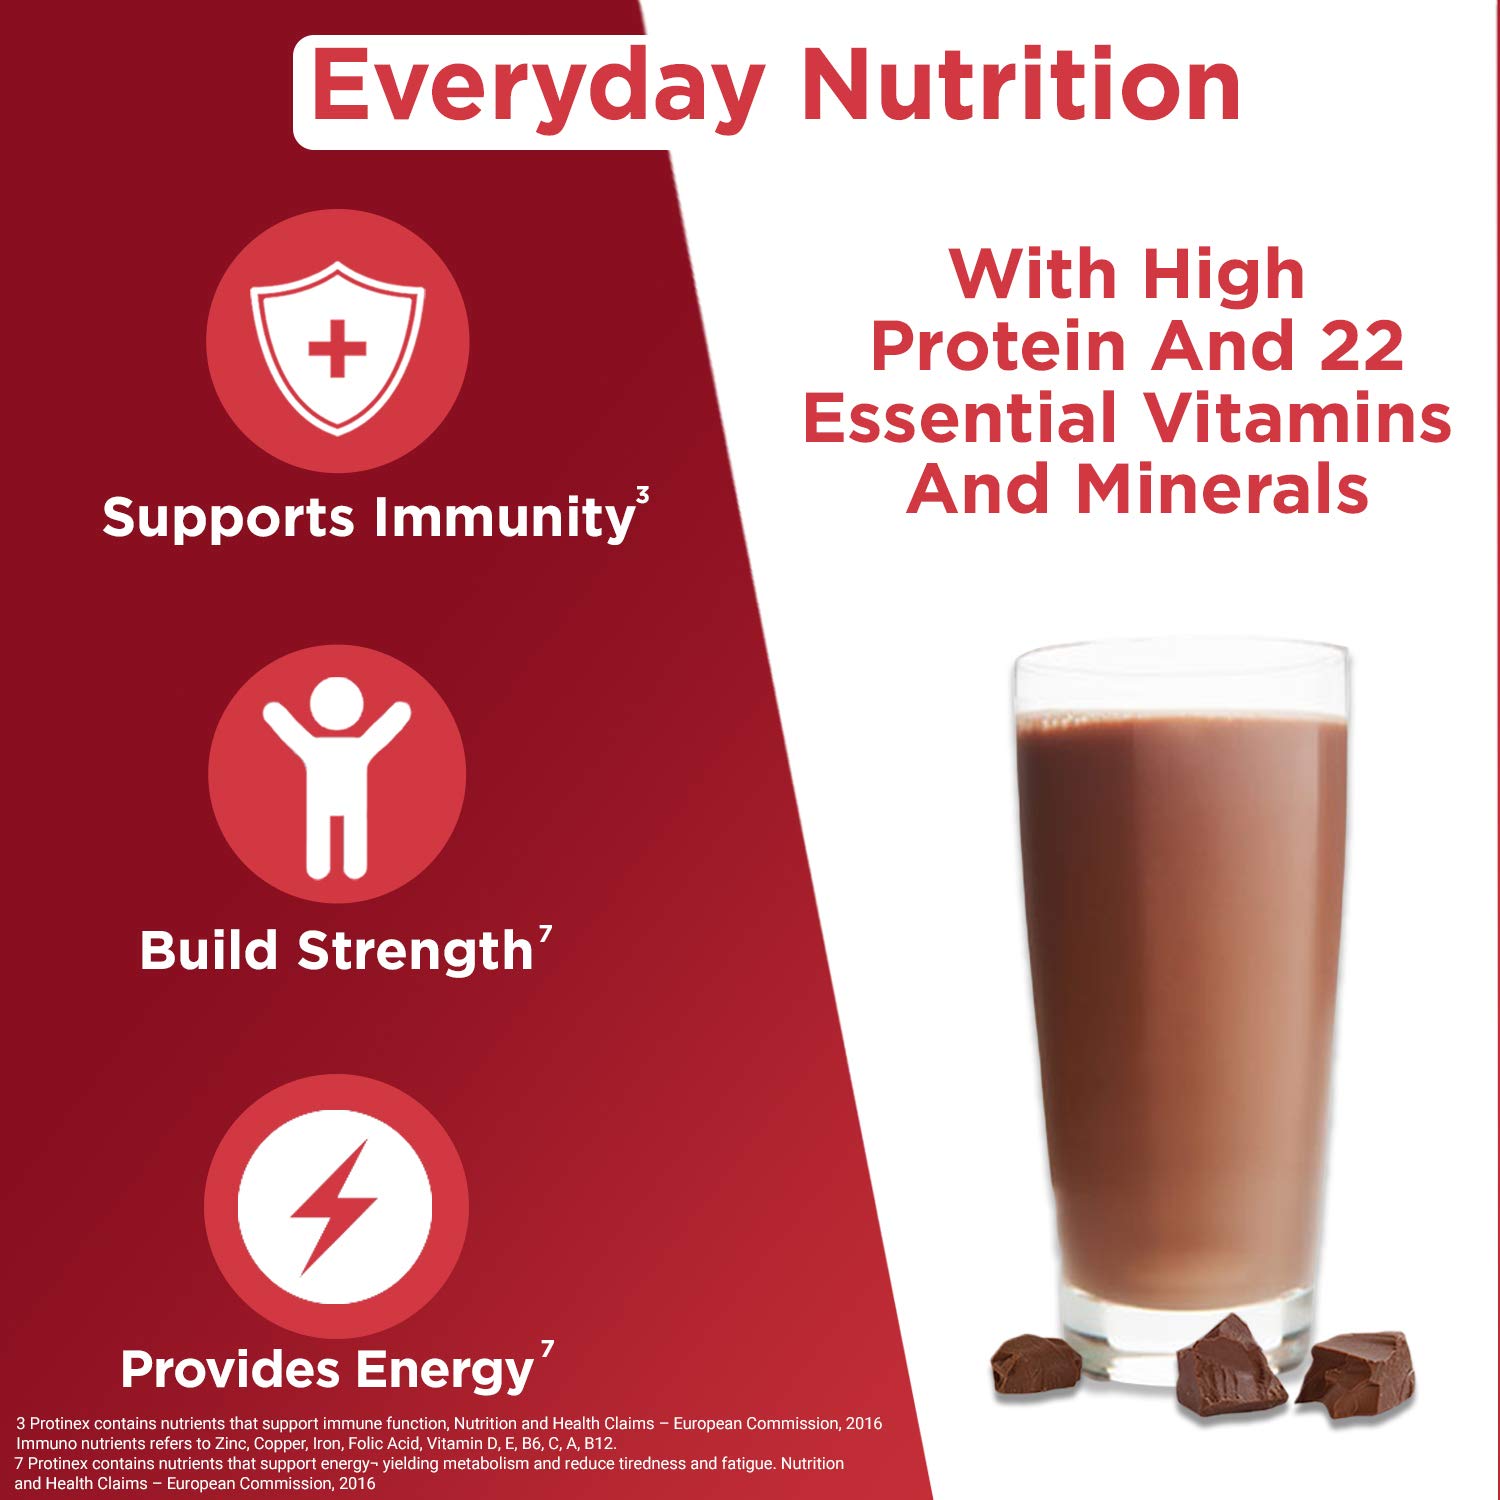 Everyday Nutrition
With High
Protein And 22
Essential Vitamins
And Minerals
Supports Immunity³
Build Strength⁷
Provides Energy⁷
3 Protinex contains nutrients that support immune function, Nutrition and Health Claims – European Commission, 2016
Immuno nutrients refers to Zinc, Copper, Iron, Folic Acid, Vitamin D, E, B6, C, A, B12.
7 Protinex contains nutrients that support energy¬ yielding metabolism and reduce tiredness and fatigue. Nutrition
and Health Claims – European Commission, 2016